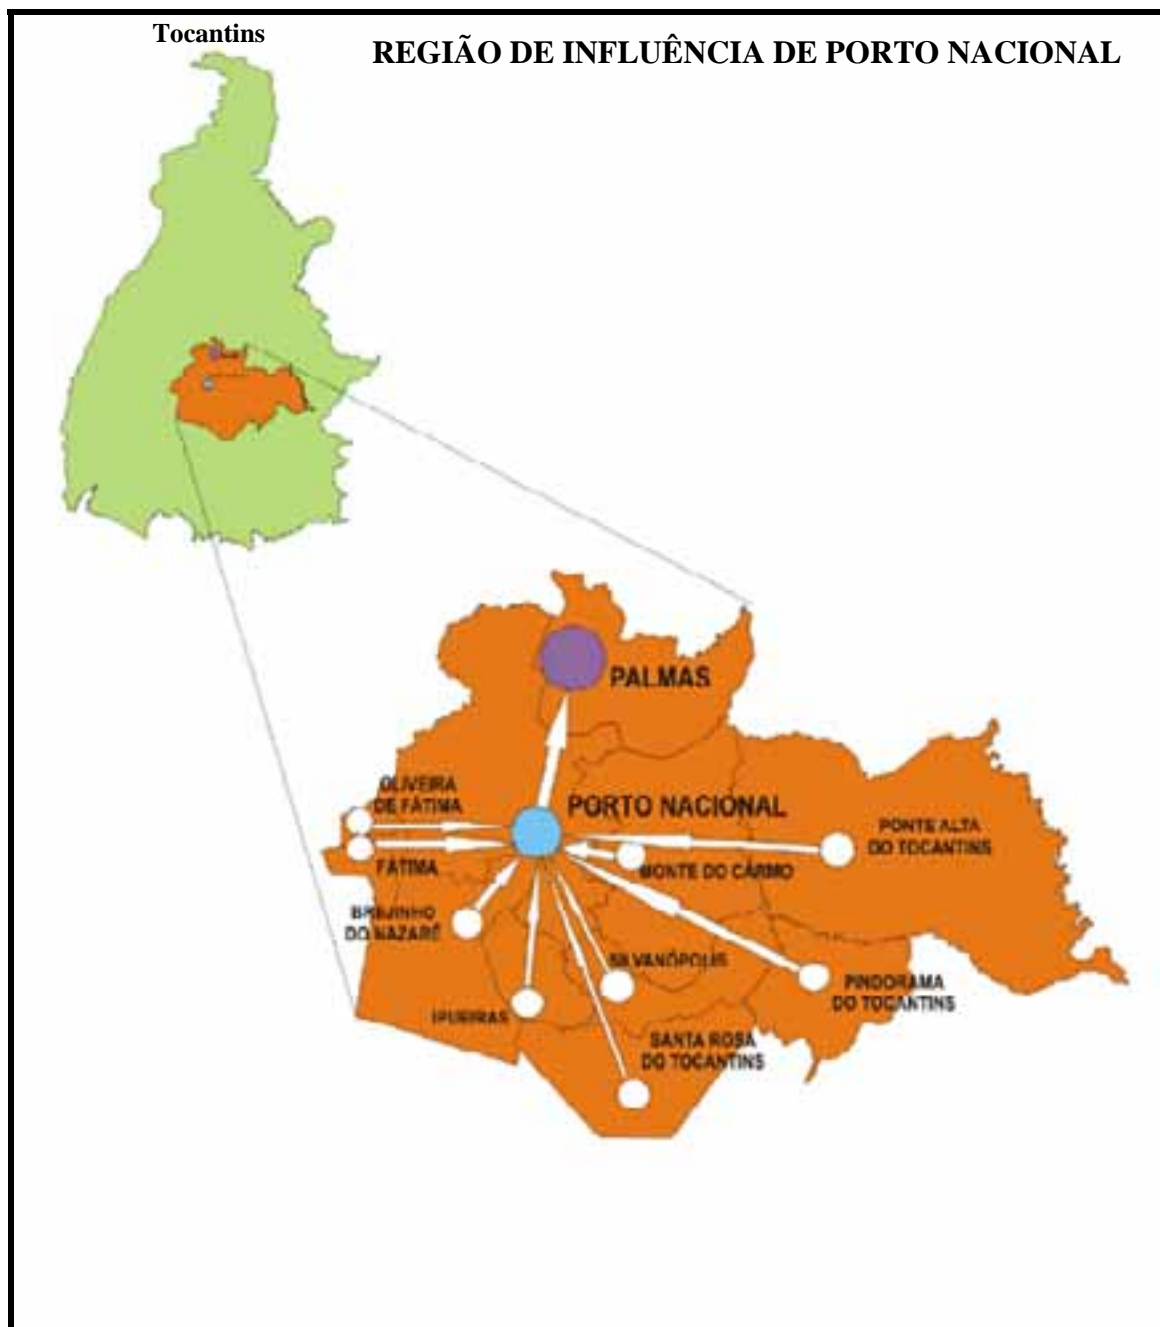 Tocantins
REGIÃO DE INFLUÊNCIA DE PORTO NACIONAL
PALMAS
OLIVEIRA
DE FÁTIMA
PORTO NACIONAL
PONTE ALTA
DO TOCANTINS
FÁTIMA
MONTE DO CARMO
BREJINHO
DO NAZARÉ
SILVANÓPOLIS
PINDORAMA
DO TOCANTINS
IPUEIRAS
SANTA ROSA
DO TOCANTINS